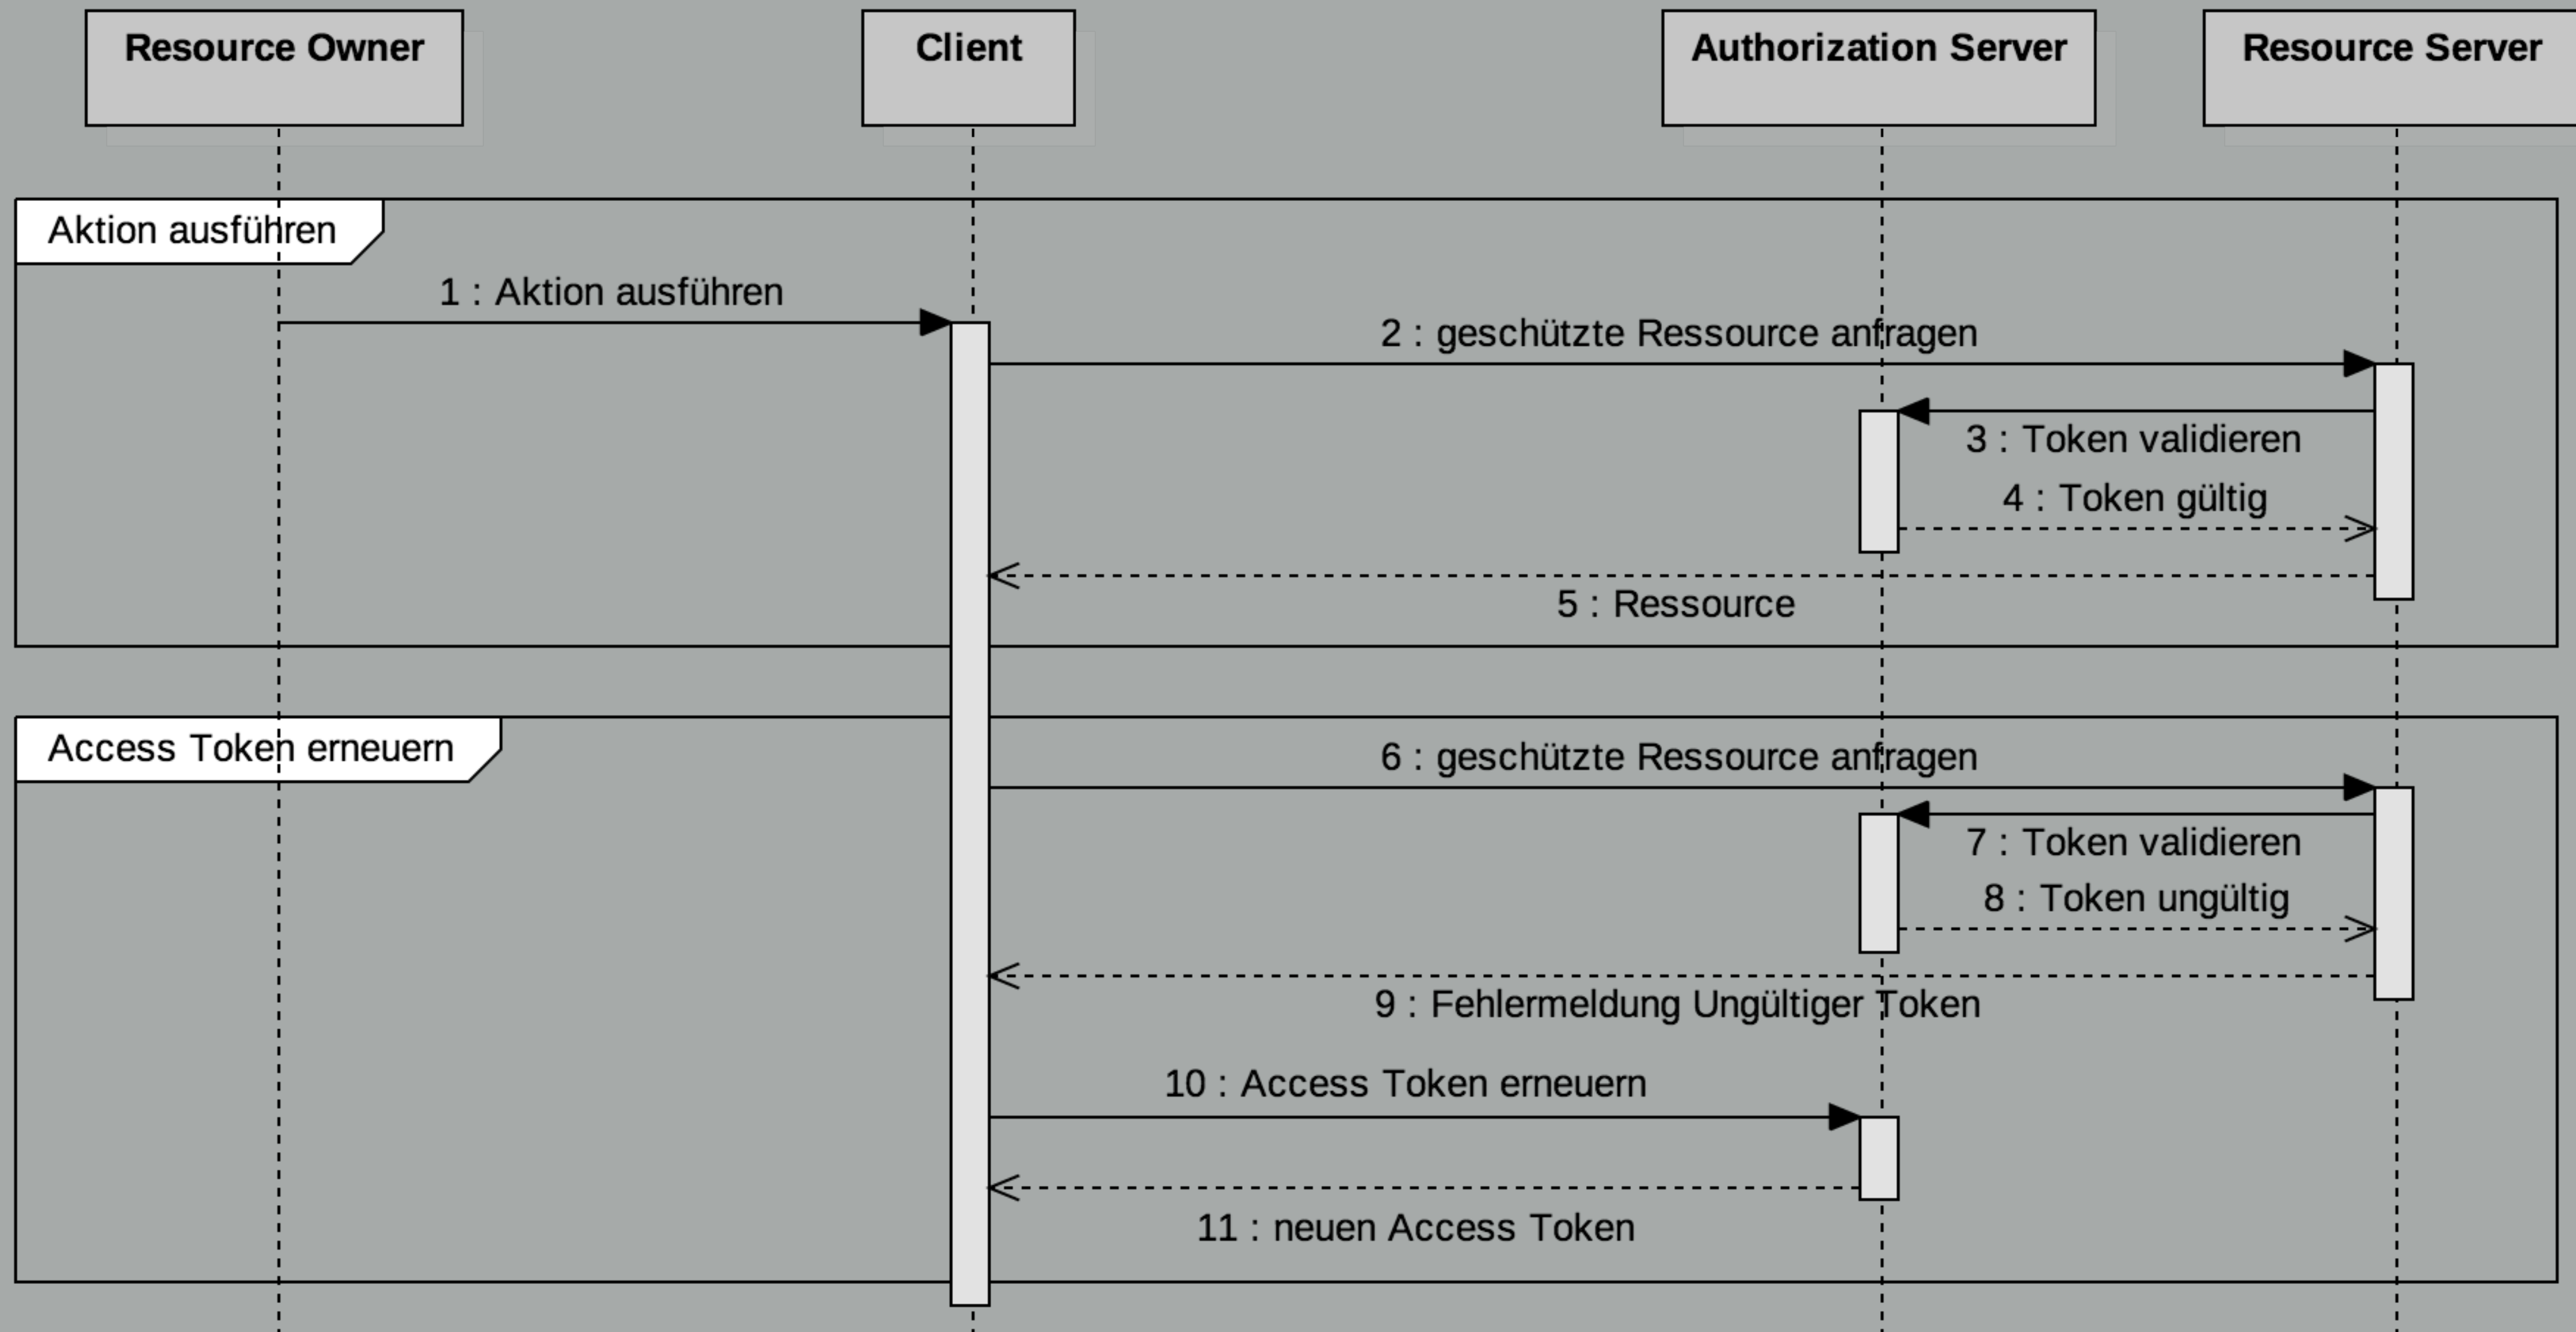 Resource Owner
Client
Authorization Server
Resource Server
Aktion ausführen
1 : Aktion ausführen
2 : geschützte Ressource anfragen
3 : Token validieren
4 : Token gültig
5 : Ressource
Access Token erneuern
6 : geschützte Ressource anfragen
7 : Token validieren
8 : Token ungültig
9 : Fehlermeldung Ungültiger Token
10 : Access Token erneuern
11 : neuen Access Token